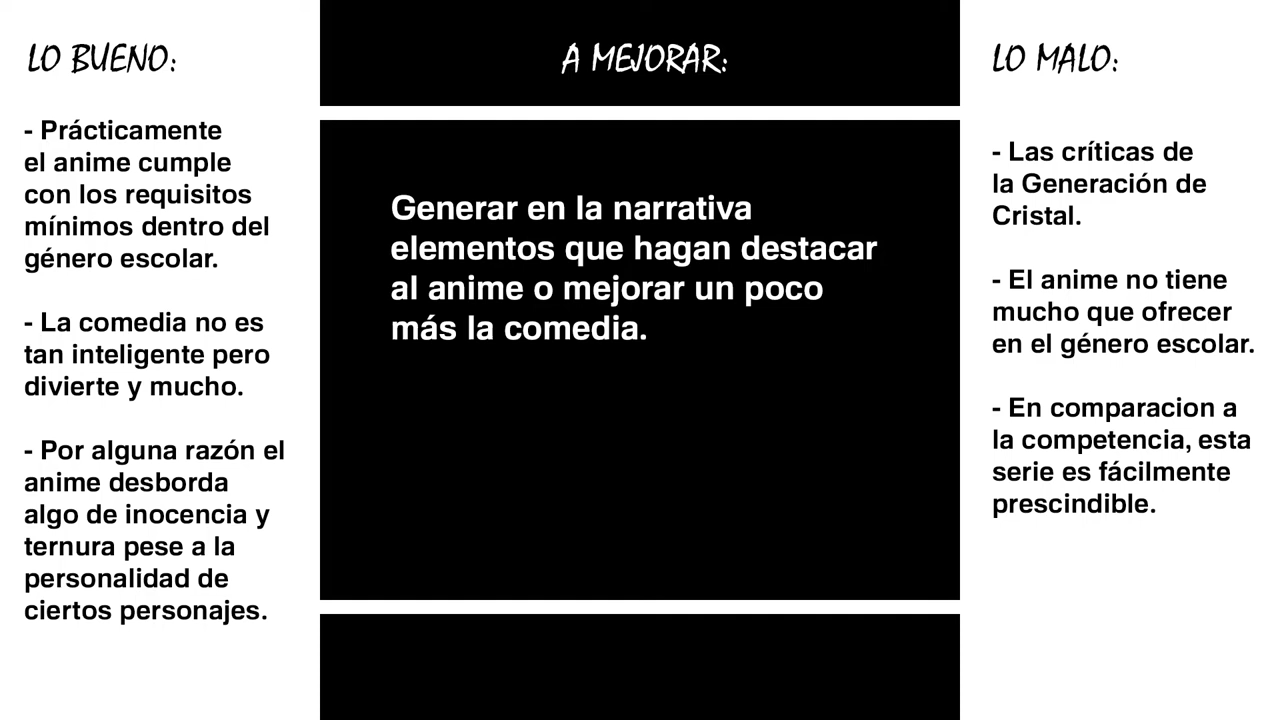 LO BUENO:
- Prácticamente
el anime cumple
con los requisitos
mínimos dentro del
género escolar.
- La comedia no es
tan inteligente pero
divierte y mucho.
- Por alguna razón el
anime desborda
algo de inocencia y
ternura pese a la
personalidad de
ciertos personajes.
A MEJORAR:
Generar en la narrativa
elementos que hagan destacar
al anime o mejorar un poco
más la comedia.
LO MALO:
- Las críticas de
la Generación de
Cristal.
- El anime no tiene
mucho que ofrecer
en el género escolar.
- En comparacion a
la competencia, esta
serie es fácilmente
prescindible.